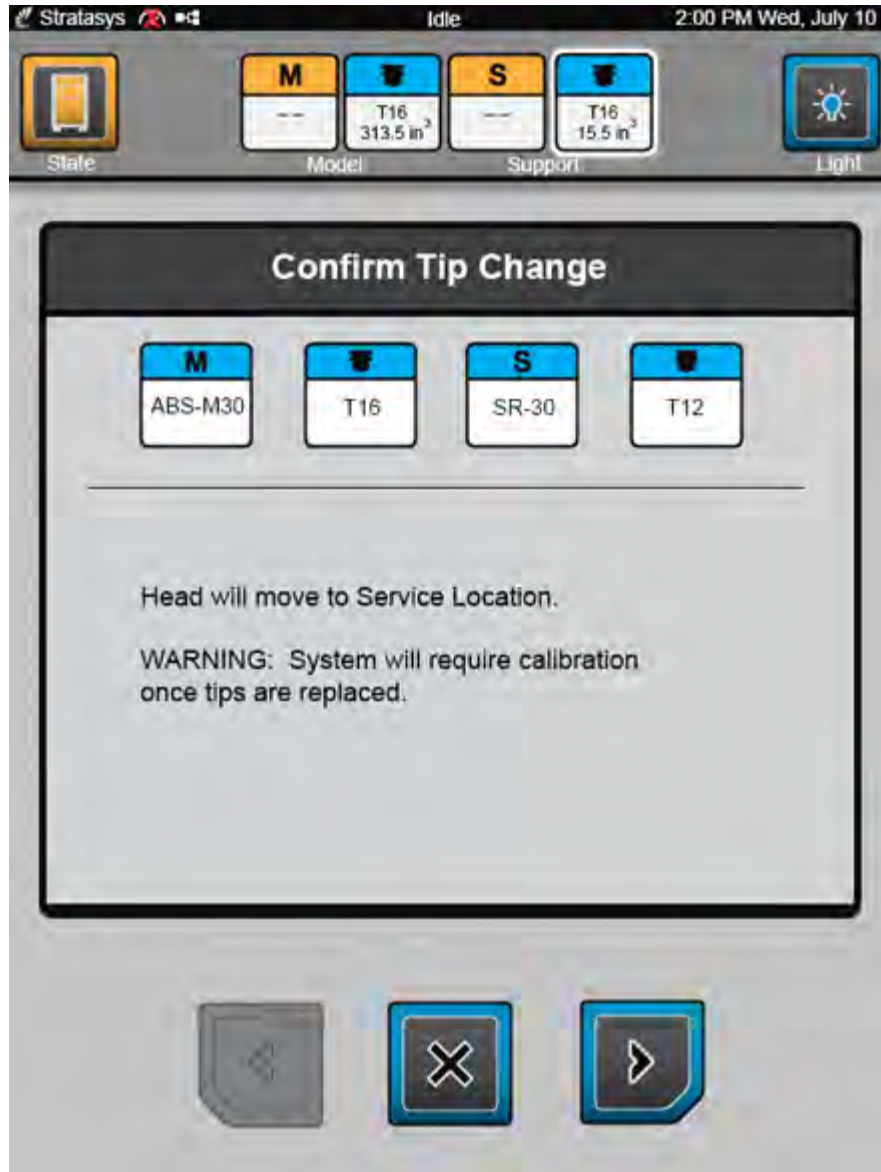 Stratasys Idle 2:00 PM Wed, July 10
M S
-- T16 -- T16
313.5 in³ 15.5 in³
State Model Support Light
Confirm Tip Change
M S
ABS-M30 T16 SR-30 T12
Head will move to Service Location.
WARNING: System will require calibration
once tips are replaced.